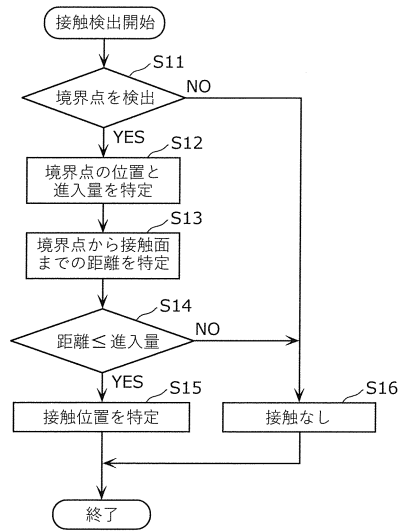 接触検出開始
S11
境界点を検出
NO
YES
S12
境界点の位置と
進入量を特定
S13
境界点から接触面
までの距離を特定
S14
距離≤進入量
NO
YES
S15
接触位置を特定
S16
接触なし
終了